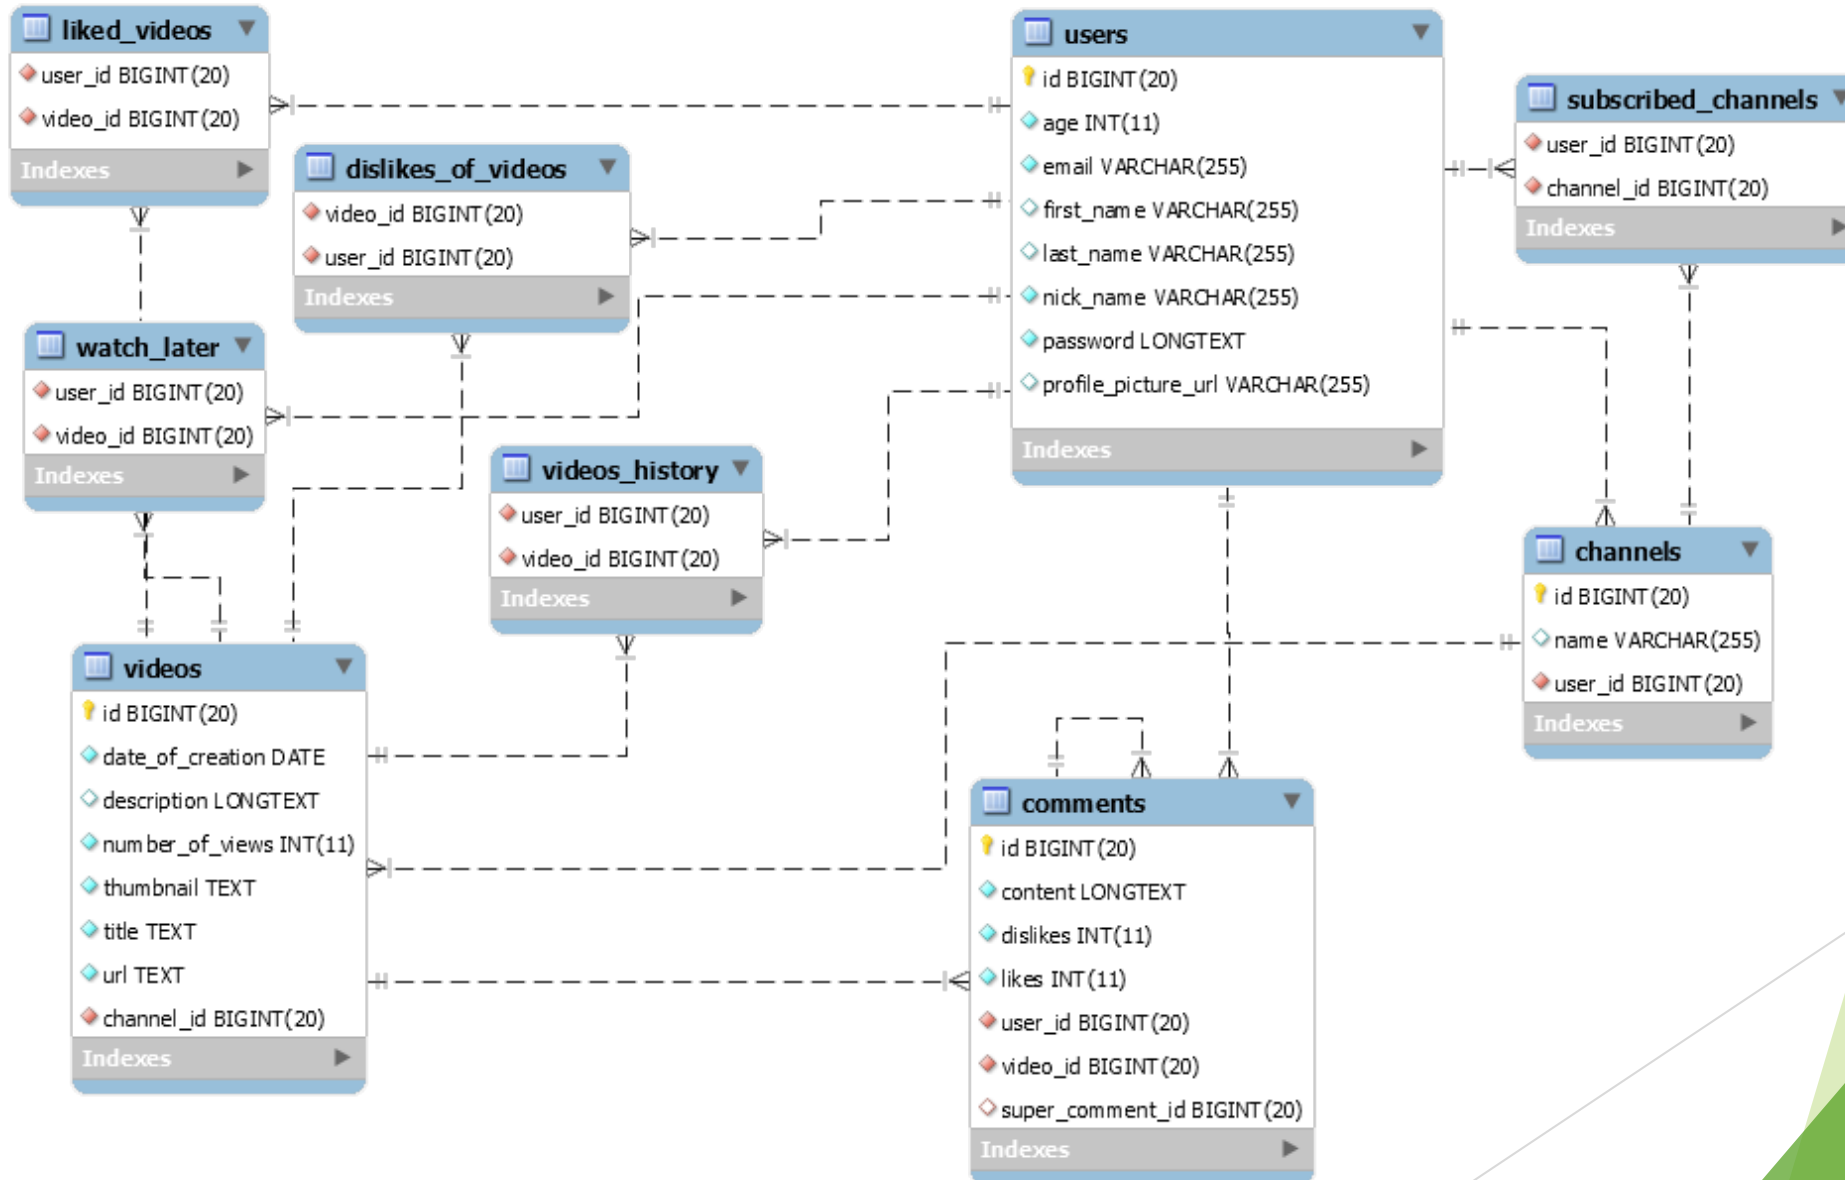 liked_videos
user_id BIGINT(20)
video_id BIGINT(20)
Indexes
dislikes_of_videos
video_id BIGINT(20)
user_id BIGINT(20)
Indexes
watch_later
user_id BIGINT(20)
video_id BIGINT(20)
Indexes
videos_history
user_id BIGINT(20)
video_id BIGINT(20)
Indexes
videos
id BIGINT(20)
date_of_creation DATE
description LONGTEXT
number_of_views INT(11)
thumbnail TEXT
title TEXT
url TEXT
channel_id BIGINT(20)
Indexes
users
id BIGINT(20)
age INT(11)
email VARCHAR(255)
first_name VARCHAR(255)
last_name VARCHAR(255)
nick_name VARCHAR(255)
password LONGTEXT
profile_picture_url VARCHAR(255)
Indexes
subscribed_channels
user_id BIGINT(20)
channel_id BIGINT(20)
Indexes
channels
id BIGINT(20)
name VARCHAR(255)
user_id BIGINT(20)
Indexes
comments
id BIGINT(20)
content LONGTEXT
dislikes INT(11)
likes INT(11)
user_id BIGINT(20)
video_id BIGINT(20)
super_comment_id BIGINT(20)
Indexes